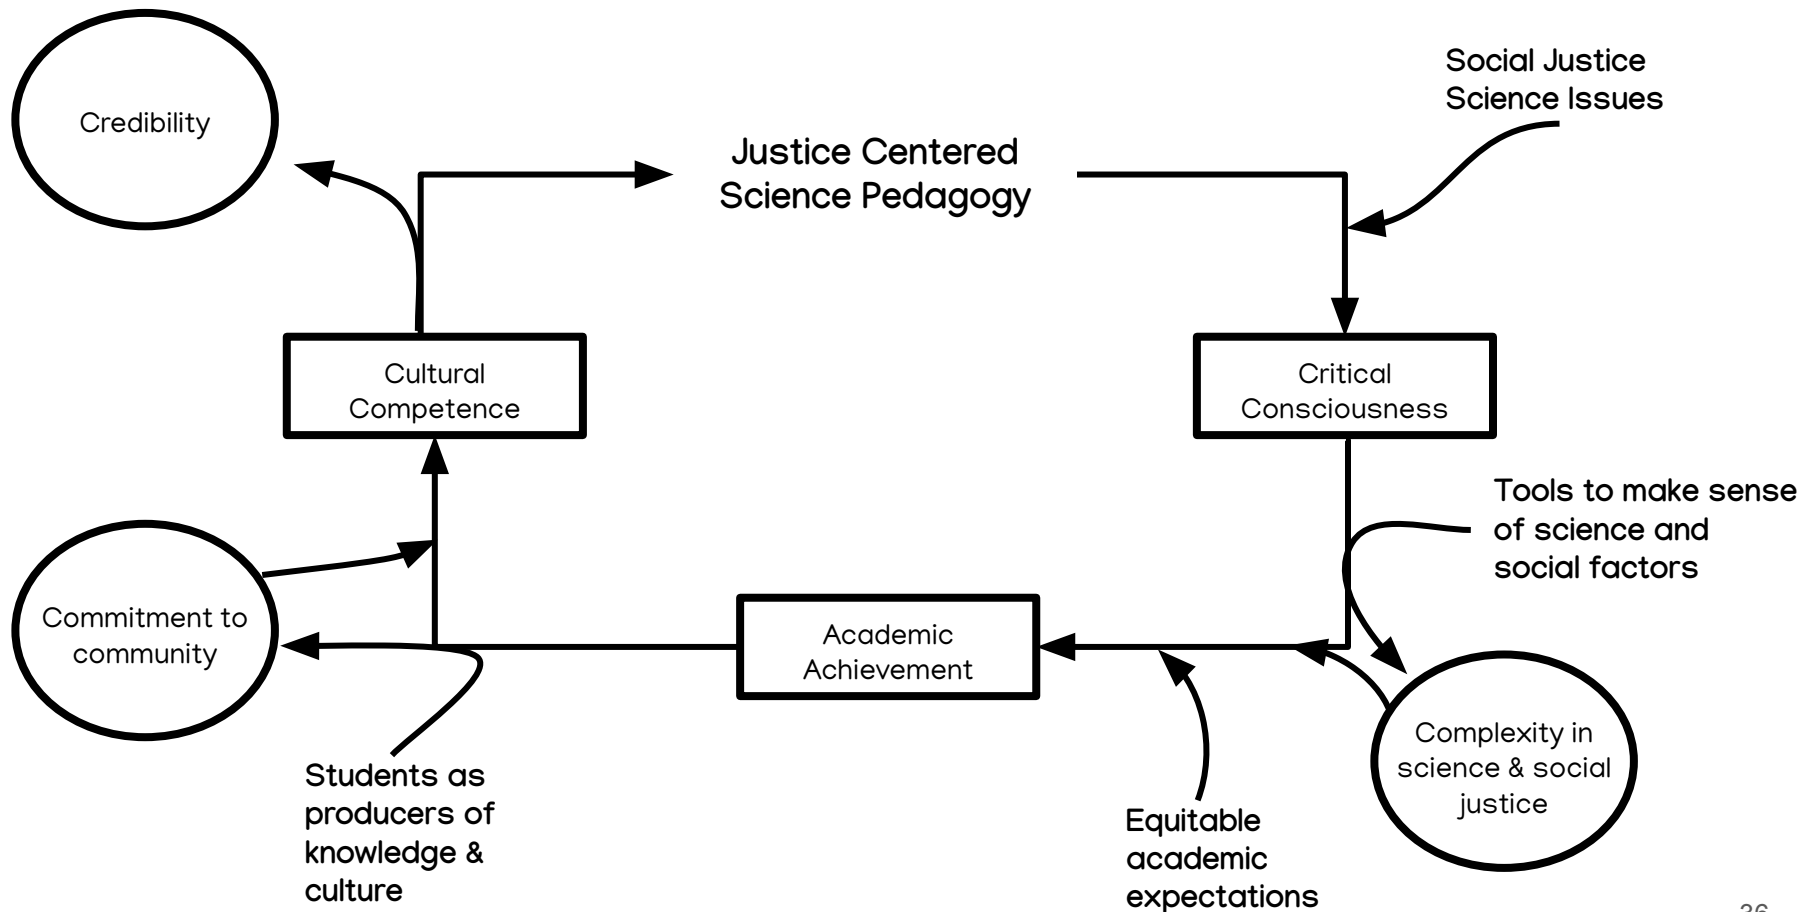 Credibility
Social Justice
Science Issues
Justice Centered
Science Pedagogy
Cultural
Competence
Critical
Consciousness
Tools to make sense
of science and
social factors
Commitment to
community
Academic
Achievement
Complexity in
science & social
justice
Students as
producers of
knowledge &
culture
Equitable
academic
expectations
36